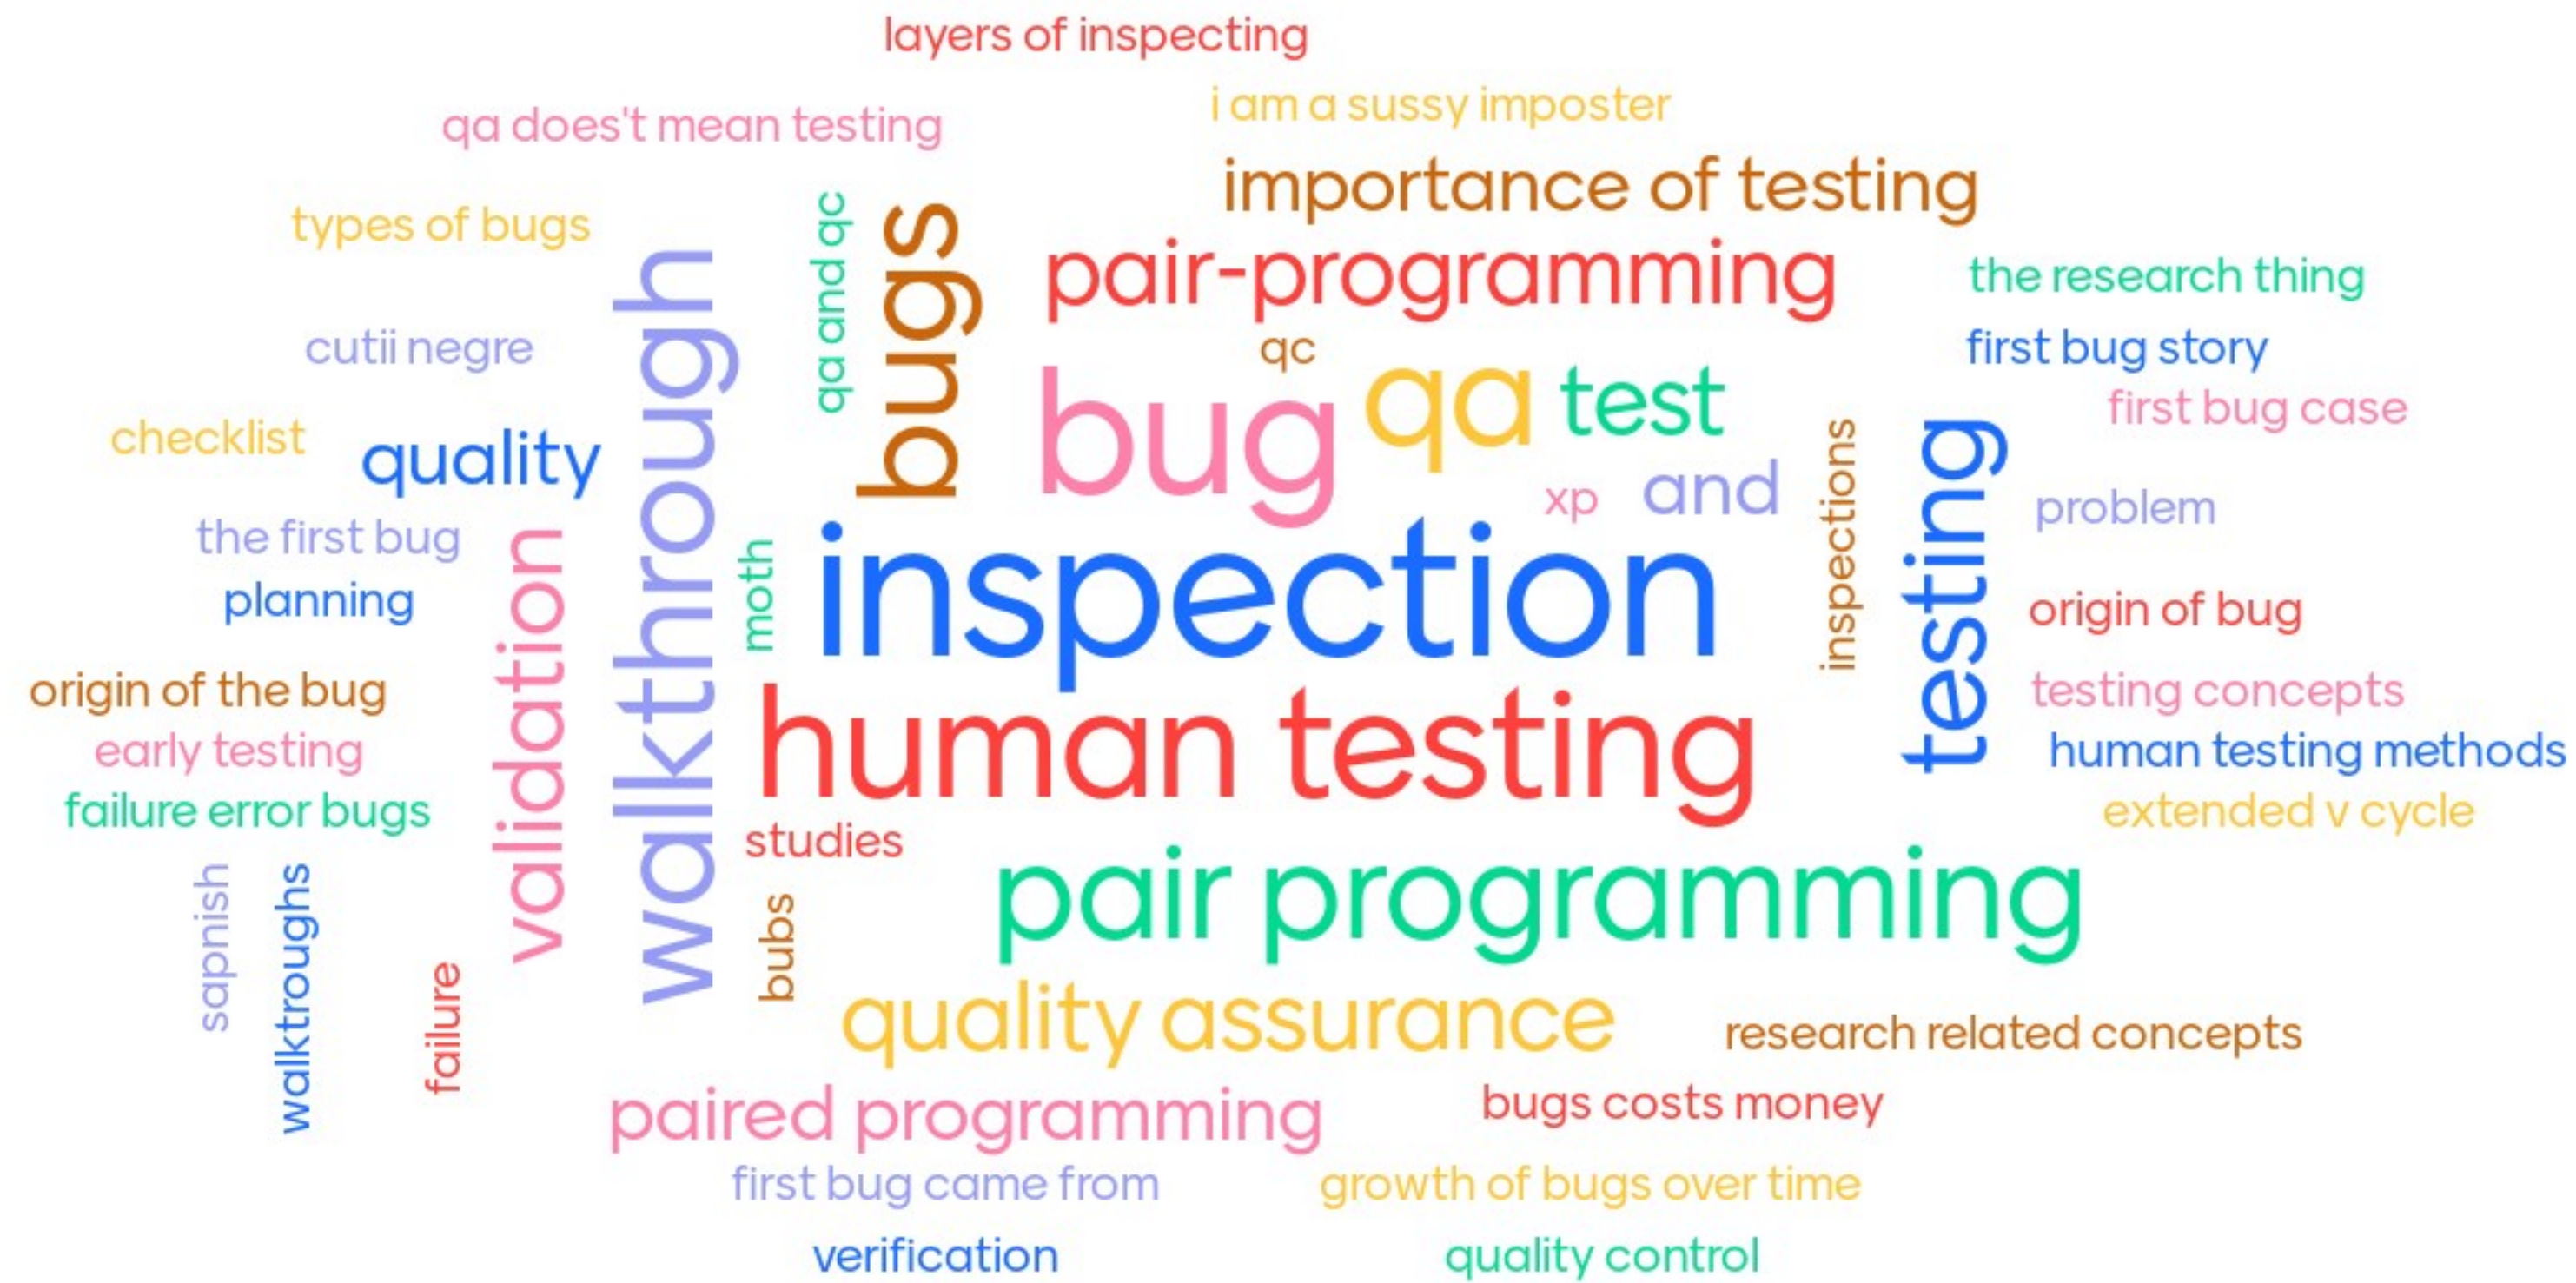 layers of inspecting
i am a sussy imposter
qa does't mean testing
importance of testing
types of bugs
qa and qc
bugs
walkthrough
pair-programming
the research thing
cutii negre
qc
first bug story
bug
qa
test
first bug case
checklist
quality
inspections
testing
xp
and
problem
the first bug
validation
moth
inspection
planning
origin of bug
origin of the bug
human testing
testing concepts
early testing
human testing methods
failure error bugs
studies
extended v cycle
sapnish
walktroughs
failure
bubs
pair programming
quality assurance
research related concepts
paired programming
bugs costs money
first bug came from
growth of bugs over time
verification
quality control